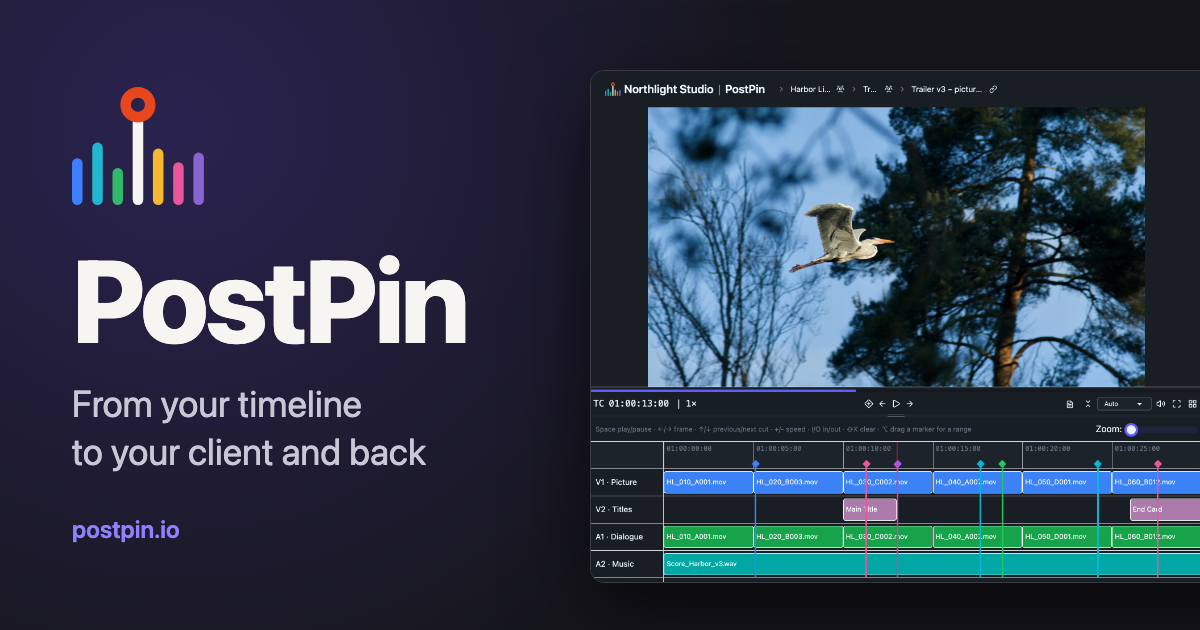 PostPin
From your timeline
to your client and back
postpin.io
Northlight Studio | PostPin › Harbor Li... › Tr... › Trailer v3 – pictur...
TC 01:00:13:00 | 1×
Auto
Space play/pause · ←/→ frame · ↑/↓ previous/next cut · +/- speed · I/O in/out · ⇧X clear · ⌥ drag a marker for a range
Zoom:
01:00:00:00 01:00:05:00 01:00:10:00 01:00:15:00 01:00:20:00 01:00:25:00
V1 · Picture HL_010_A001.mov HL_020_B003.mov HL_030_C002.mov HL_040_A007.mov HL_050_D001.mov HL_060_B012.mov
V2 · Titles Main Title End Card
A1 · Dialogue HL_010_A001.mov HL_020_B003.mov HL_030_C002.mov HL_040_A007.mov HL_050_D001.mov HL_060_B012.mov
A2 · Music Score_Harbor_v3.wav